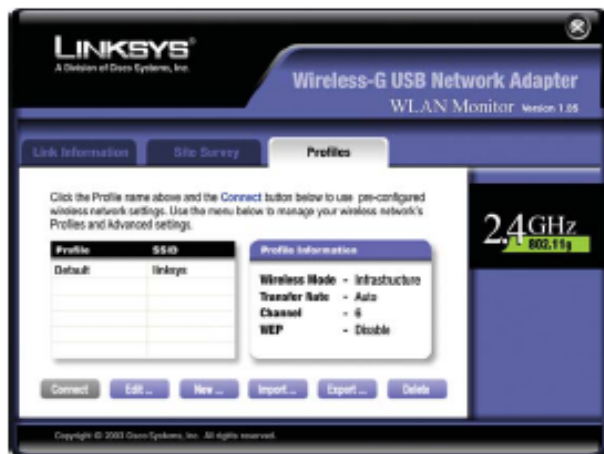 LINKSYS®
A Division of Cisco Systems, Inc.
Wireless-G USB Network Adapter
WLAN Monitor Version 1.05
Link Information
Site Survey
Profiles
Click the Profile name above and the Connect button below to use pre-configured
wireless network settings. Use the menu below to manage your wireless network's
Profiles and Advanced settings.
Profile SSID
Default linksys
Profile Information
Wireless Mode - Infrastructure
Transfer Rate - Auto
Channel - 6
WEP - Disable
2.4GHz
802.11g
Connect
Edit ...
New ...
Import ...
Export ...
Delete
Copyright © 2003 Cisco Systems, Inc. All rights reserved.